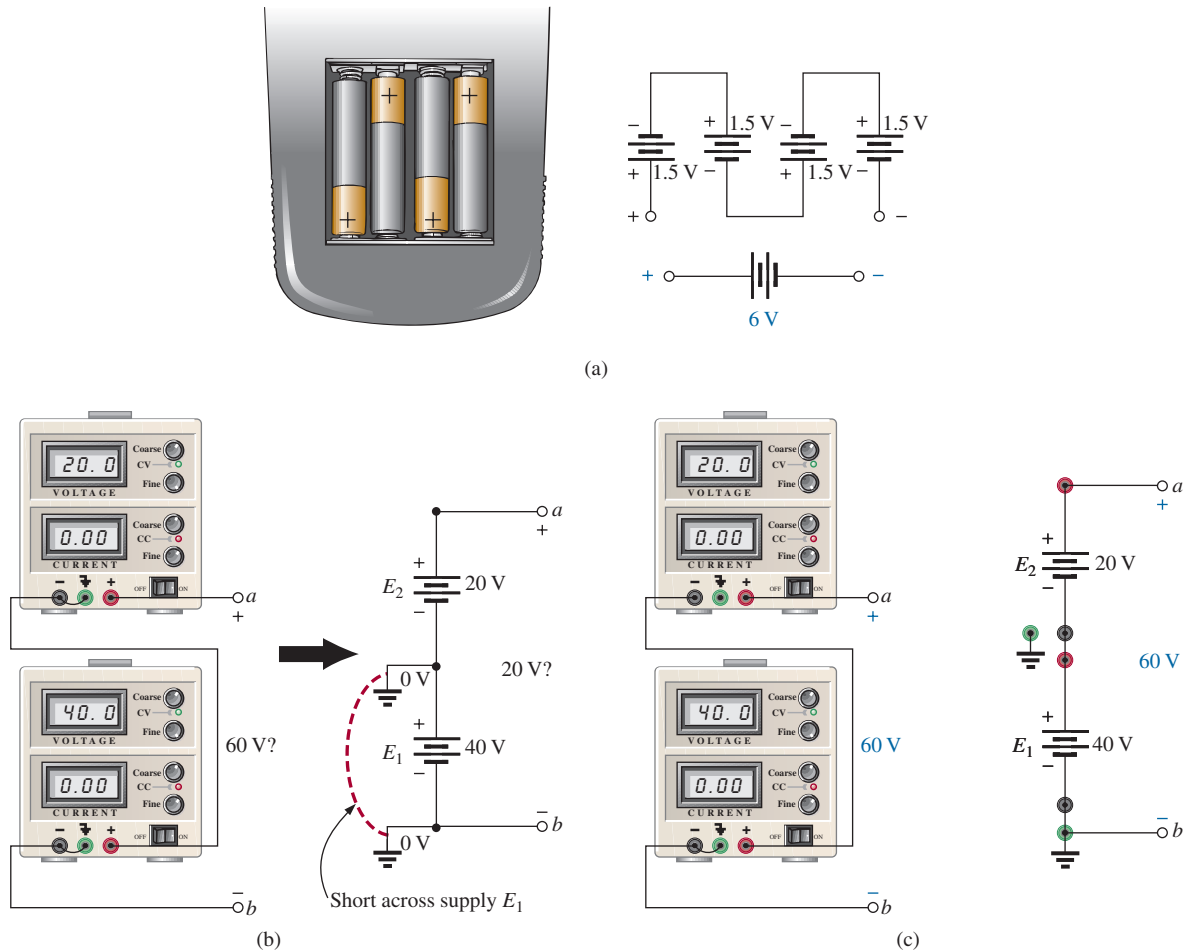 + + + +
- + 1.5 V - + 1.5 V
+ 1.5 V - + 1.5 V -
+ -
+ -
6 V
(a)
20.0
Coarse
CV
Fine
VOLTAGE
0.00
Coarse
CC
Fine
CURRENT
- +
OFF ON
a
+
40.0
Coarse
CV
Fine
VOLTAGE
60 V?
0.00
Coarse
CC
Fine
CURRENT
- +
OFF ON
-
b
a
+
+
E2 20 V
-
0 V
20 V?
+
E1 40 V
-
-
b
0 V
Short across supply E1
(b)
20.0
Coarse
CV
Fine
VOLTAGE
0.00
Coarse
CC
Fine
CURRENT
- +
OFF ON
a
+
40.0
Coarse
CV
Fine
VOLTAGE
60 V
0.00
Coarse
CC
Fine
CURRENT
- +
OFF ON
-
b
a
+
+
E2 20 V
-
60 V
+
E1 40 V
-
-
b
(c)